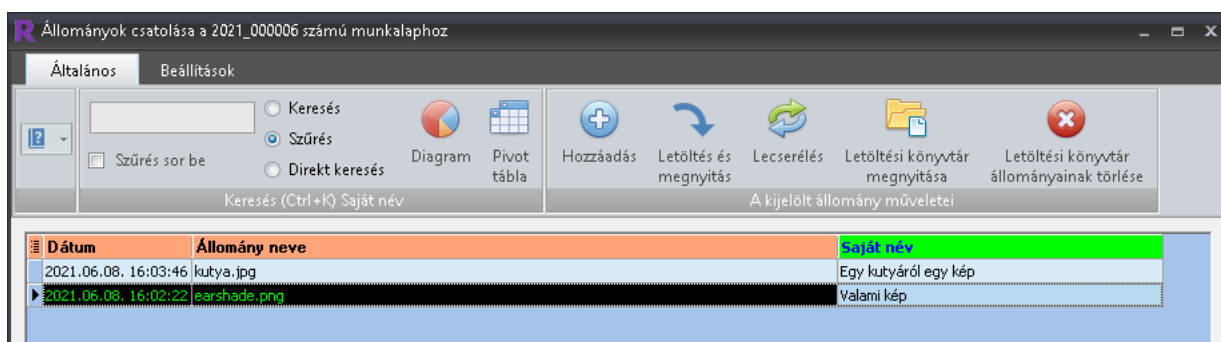 Állományok csatolása a 2021_000006 számú munkalaphoz
Általános Beállítások
Keresés
Szűrés
Direkt keresés
Szűrés sor be
Diagram
Pivot
tábla
Keresés (Ctrl+K) Saját név
Hozzáadás
Letöltés és
megnyitás
Lecserélés
Letöltési könyvtár
megnyitása
Letöltési könyvtár
állományainak törlése
A kijelölt állomány műveletei
Dátum Állomány neve Saját név
2021.06.08. 16:03:46 kutya.jpg Egy kutyáról egy kép
2021.06.08. 16:02:22 earshade.png Valami kép